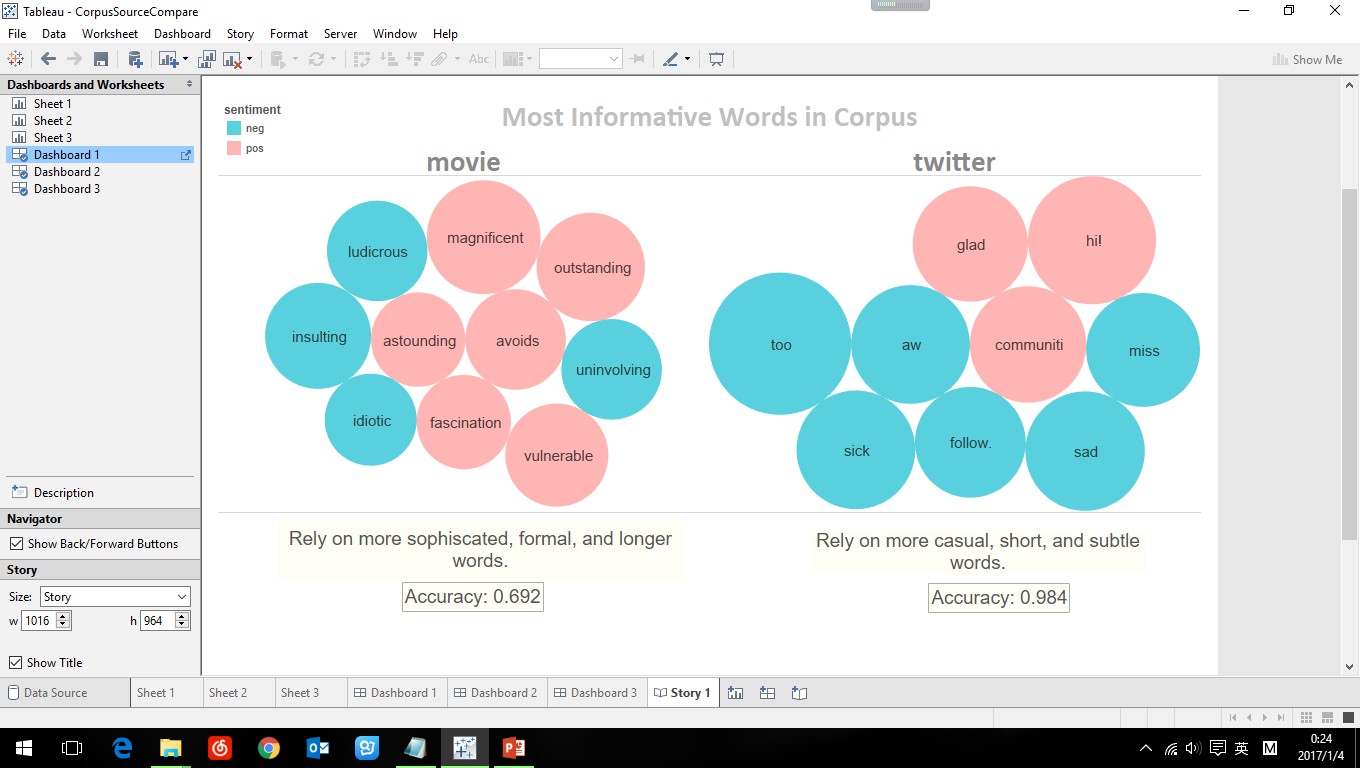 Tableau - CorpusSourceCompare
File Data Worksheet Dashboard Story Format Server Window Help
Abc
Show Me
Dashboards and Worksheets
Sheet 1
Sheet 2
Sheet 3
Dashboard 1
Dashboard 2
Dashboard 3
Description
Navigator
Show Back/Forward Buttons
Story
Size: Story
w 1016 h 964
Show Title
sentiment
neg
pos
Most Informative Words in Corpus
movie
ludicrous
magnificent
outstanding
insulting
astounding
avoids
uninvolving
idiotic
fascination
vulnerable
Rely on more sophiscated, formal, and longer
words.
Accuracy: 0.692
twitter
glad
hi!
too
aw
communiti
miss
sick
follow.
sad
Rely on more casual, short, and subtle
words.
Accuracy: 0.984
Data Source Sheet 1 Sheet 2 Sheet 3 Dashboard 1 Dashboard 2 Dashboard 3 Story 1
英 M
0:24
2017/1/4